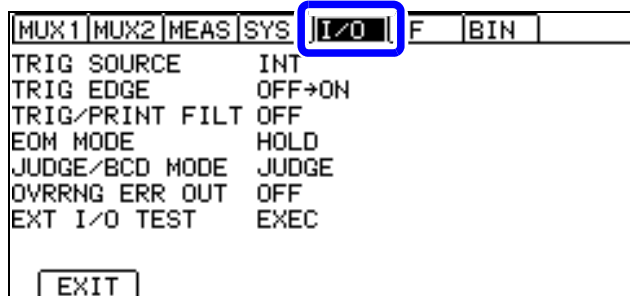 MUX1 MUX2 MEAS SYS I/O F BIN
TRIG SOURCE INT
TRIG EDGE OFF→ON
TRIG/PRINT FILT OFF
EOM MODE HOLD
JUDGE/BCD MODE JUDGE
OVRRNG ERR OUT OFF
EXT I/O TEST EXEC
EXIT